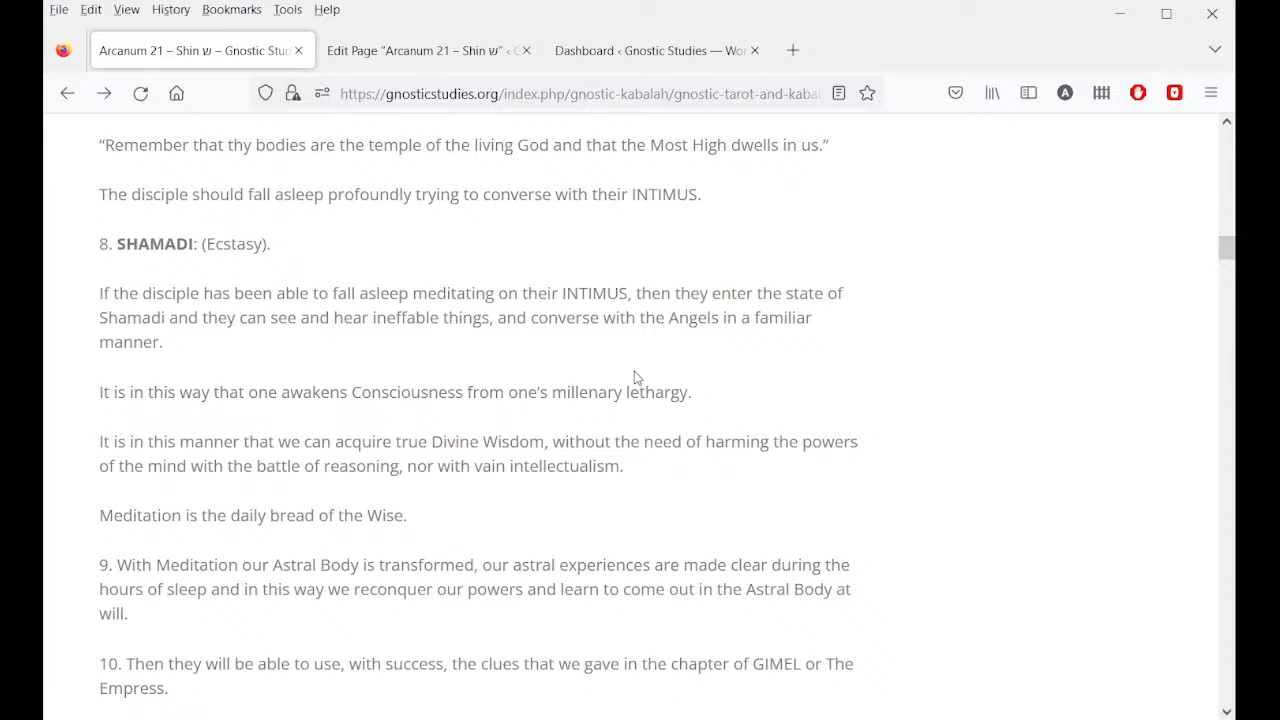 File Edit View History Bookmarks Tools Help
Arcanum 21 – Shin ש – Gnostic Stud
Edit Page “Arcanum 21 – Shin ש” ‹ G
Dashboard ‹ Gnostic Studies — Wor
https://gnosticstudies.org/index.php/gnostic-kabalah/gnostic-tarot-and-kabal
“Remember that thy bodies are the temple of the living God and that the Most High dwells in us.”
The disciple should fall asleep profoundly trying to converse with their INTIMUS.
8. SHAMADI: (Ecstasy).
If the disciple has been able to fall asleep meditating on their INTIMUS, then they enter the state of
Shamadi and they can see and hear ineffable things, and converse with the Angels in a familiar
manner.
It is in this way that one awakens Consciousness from one’s millenary lethargy.
It is in this manner that we can acquire true Divine Wisdom, without the need of harming the powers
of the mind with the battle of reasoning, nor with vain intellectualism.
Meditation is the daily bread of the Wise.
9. With Meditation our Astral Body is transformed, our astral experiences are made clear during the
hours of sleep and in this way we reconquer our powers and learn to come out in the Astral Body at
will.
10. Then they will be able to use, with success, the clues that we gave in the chapter of GIMEL or The
Empress.